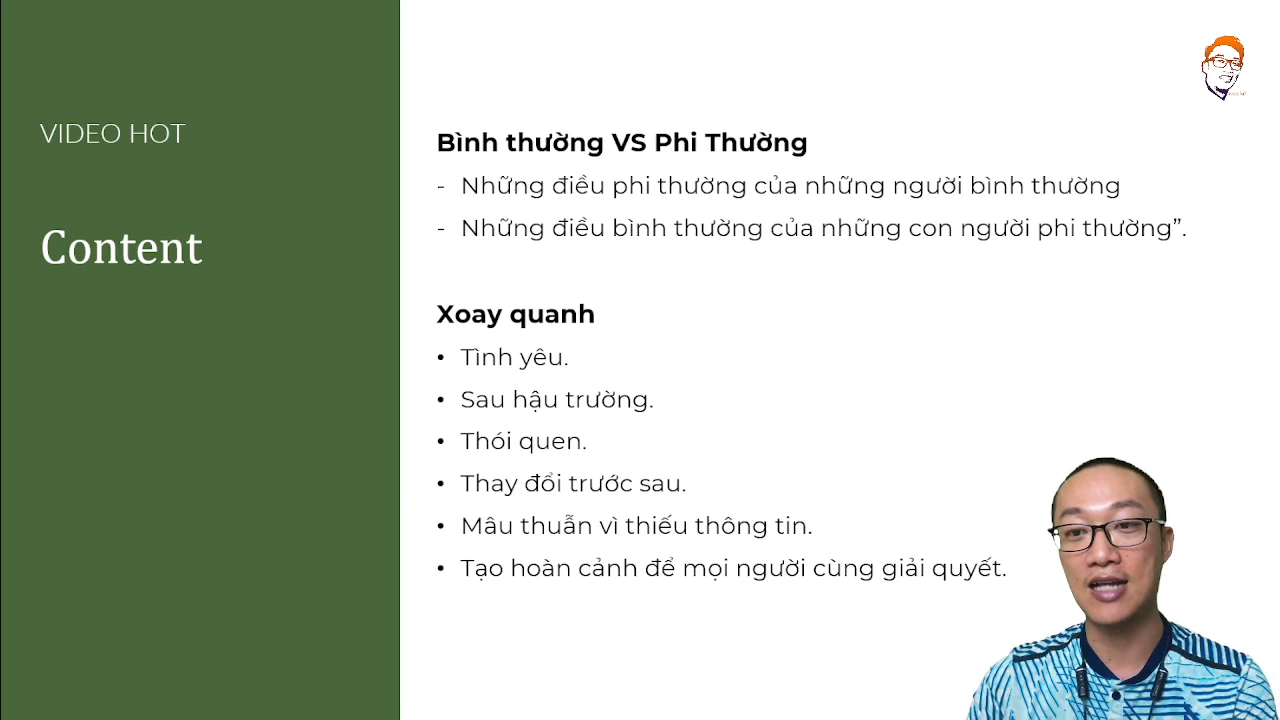 VIDEO HOT
Content
Bình thường VS Phi Thường
- Những điều phi thường của những người bình thường
- Những điều bình thường của những con người phi thường”.
Xoay quanh
• Tình yêu.
• Sau hậu trường.
• Thói quen.
• Thay đổi trước sau.
• Mâu thuẫn vì thiếu thông tin.
• Tạo hoàn cảnh để mọi người cùng giải quyết.